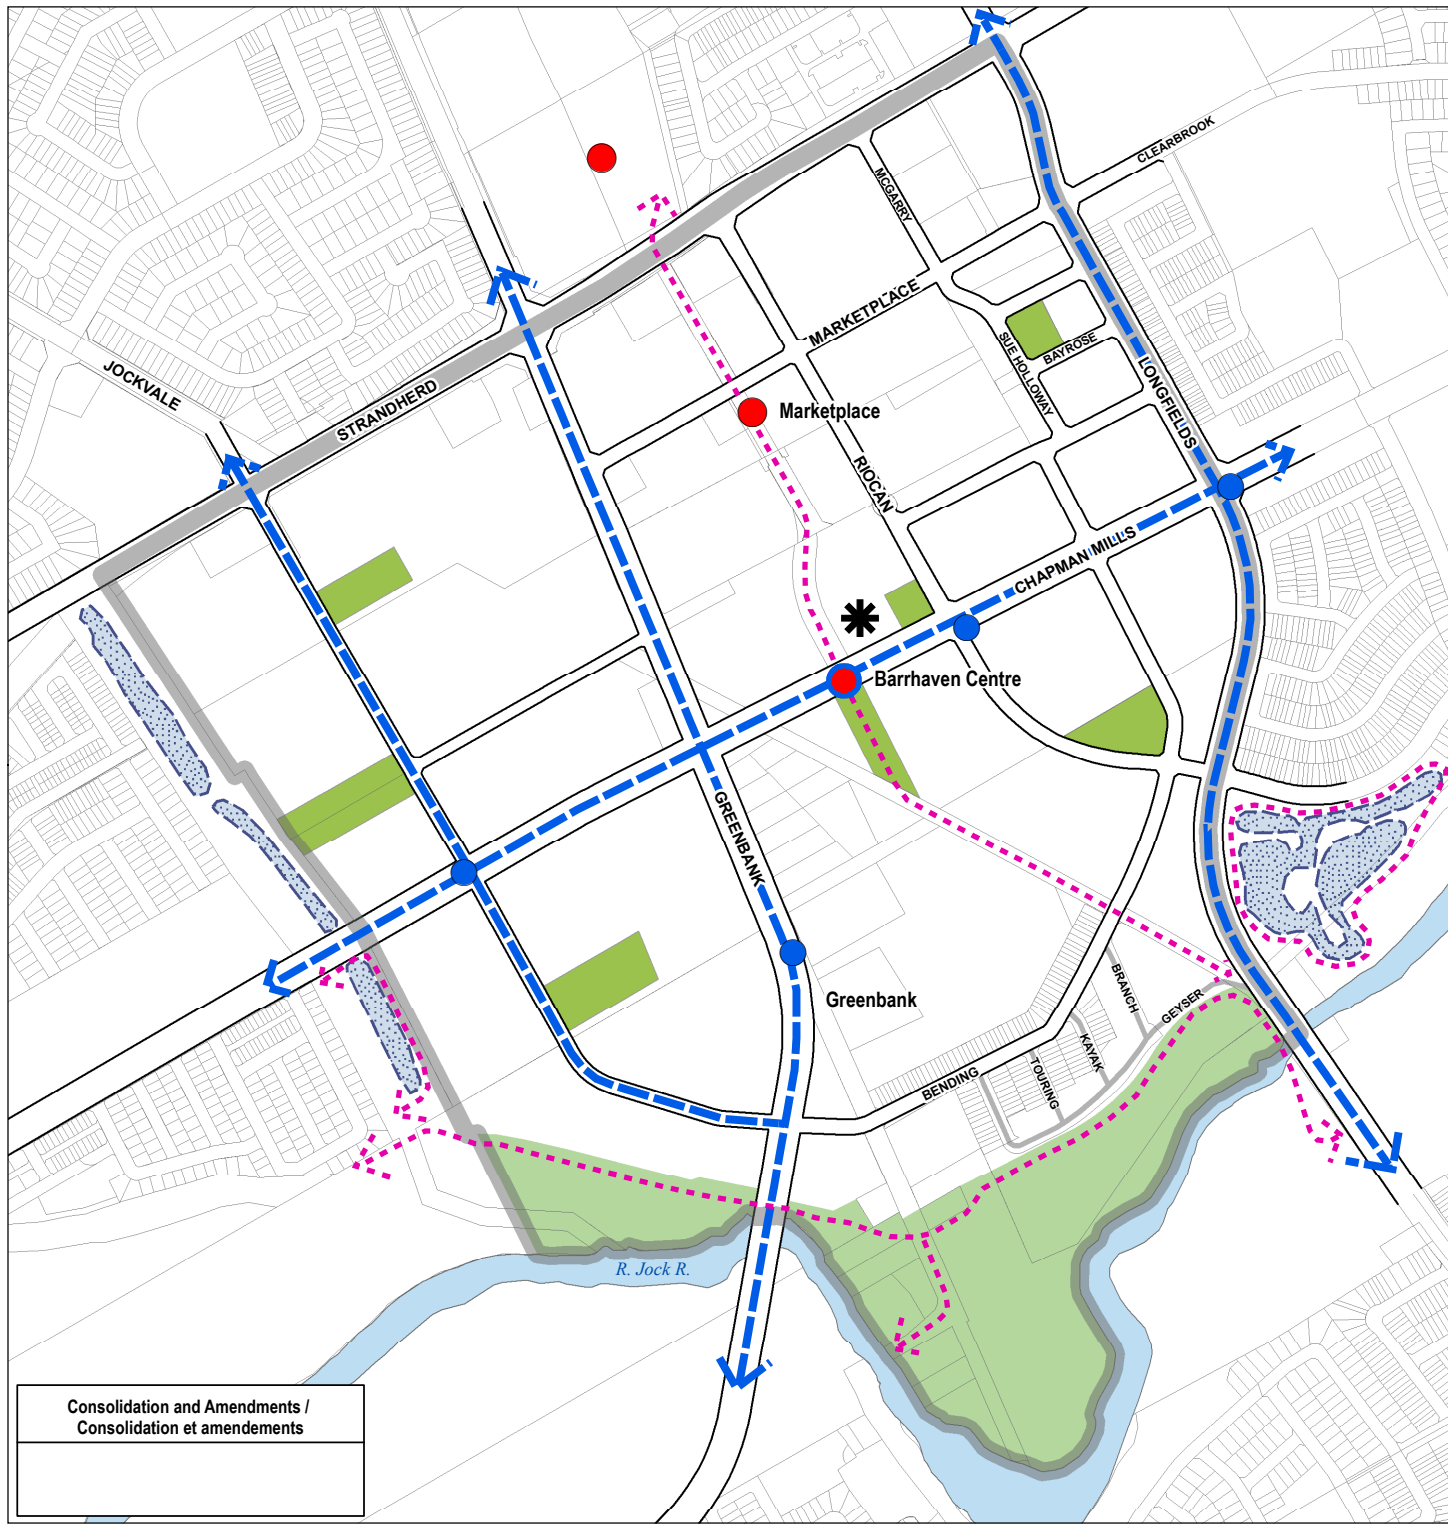 CLEARBROOK
MCGARRY
MARKETPLACE
SUE HOLLOWAY
BAYROSE
JOCKVALE
STRANDHERD
LONGFIELDS
Marketplace
RIOCAN
CHAPMAN MILLS
Barrhaven Centre
GREENBANK
Greenbank
BRANCH
GEYSER
KAYAK
TOURING
BENDING
R. Jock R.
Consolidation and Amendments /
Consolidation et amendements